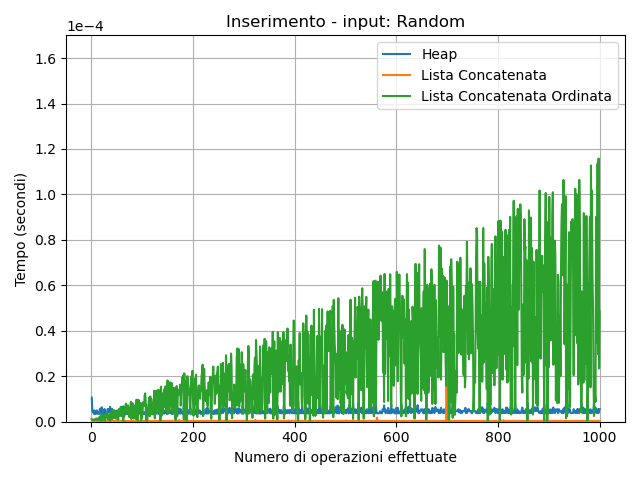 Inserimento - input: Random
1e−4
Heap
Lista Concatenata
Lista Concatenata Ordinata
Tempo (secondi)
1.6
1.4
1.2
1.0
0.8
0.6
0.4
0.2
0.0
0 200 400 600 800 1000
Numero di operazioni effettuate